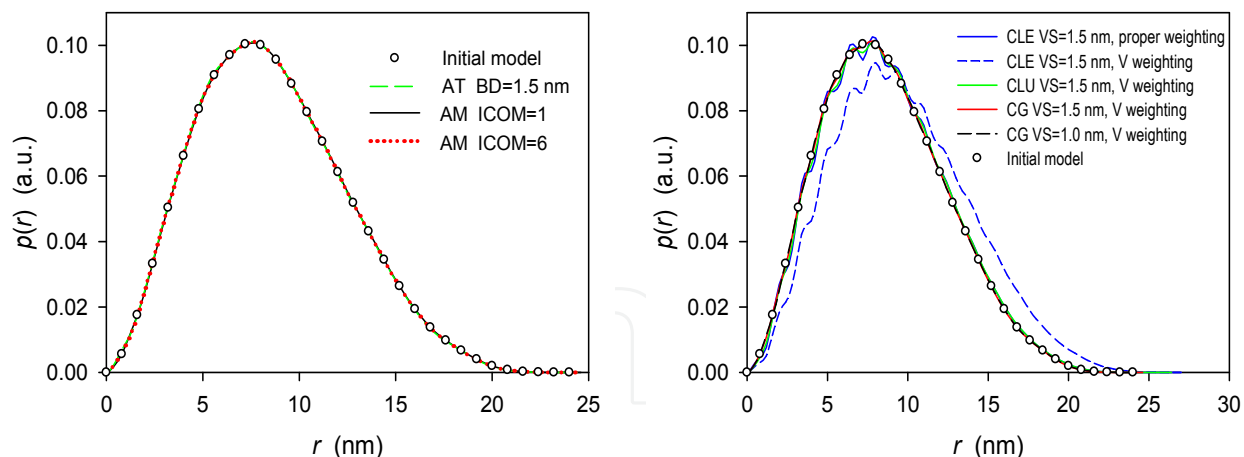 0.10
0.08
0.06
0.04
0.02
0.00
p(r) (a.u.)
0 5 10 15 20 25
r (nm)
Initial model
AT BD=1.5 nm
AM ICOM=1
AM ICOM=6
0.10
0.08
0.06
0.04
0.02
0.00
p(r) (a.u.)
0 5 10 15 20 25 30
r (nm)
CLE VS=1.5 nm, proper weighting
CLE VS=1.5 nm, V weighting
CLU VS=1.5 nm, V weighting
CG VS=1.5 nm, V weighting
CG VS=1.0 nm, V weighting
Initial model